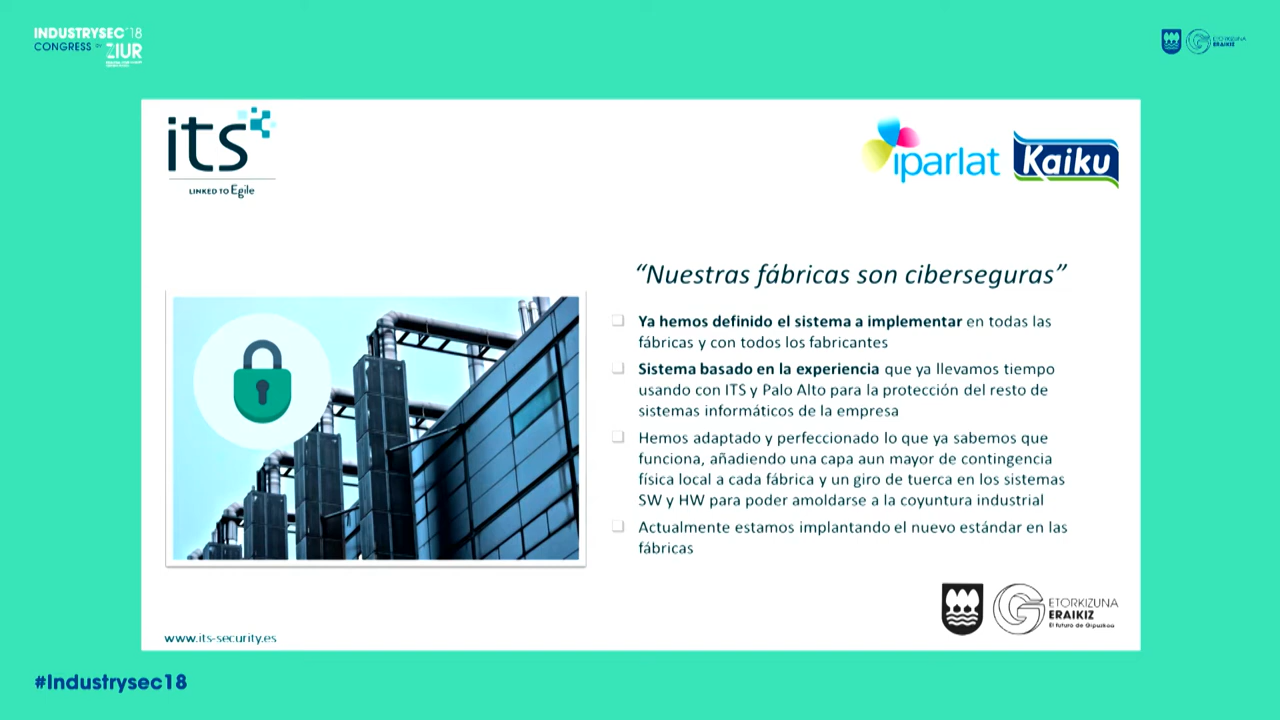 INDUSTRYSEC'18
CONGRESS BY ZIUR
ETORKIZUNA
ERAIKIZ
its
LINKED TO Egile
iparlat
Kaiku
“Nuestras fábricas son ciberseguras”
Ya hemos definido el sistema a implementar en todas las
fábricas y con todos los fabricantes
Sistema basado en la experiencia que ya llevamos tiempo
usando con ITS y Palo Alto para la protección del resto de
sistemas informáticos de la empresa
Hemos adaptado y perfeccionado lo que ya sabemos que
funciona, añadiendo una capa aun mayor de contingencia
física local a cada fábrica y un giro de tuerca en los sistemas
SW y HW para poder amoldarse a la coyuntura industrial
Actualmente estamos implantando el nuevo estándar en las
fábricas
ETORKIZUNA
ERAIKIZ
El futuro de Gipuzkoa
www.its-security.es
#Industrysec18